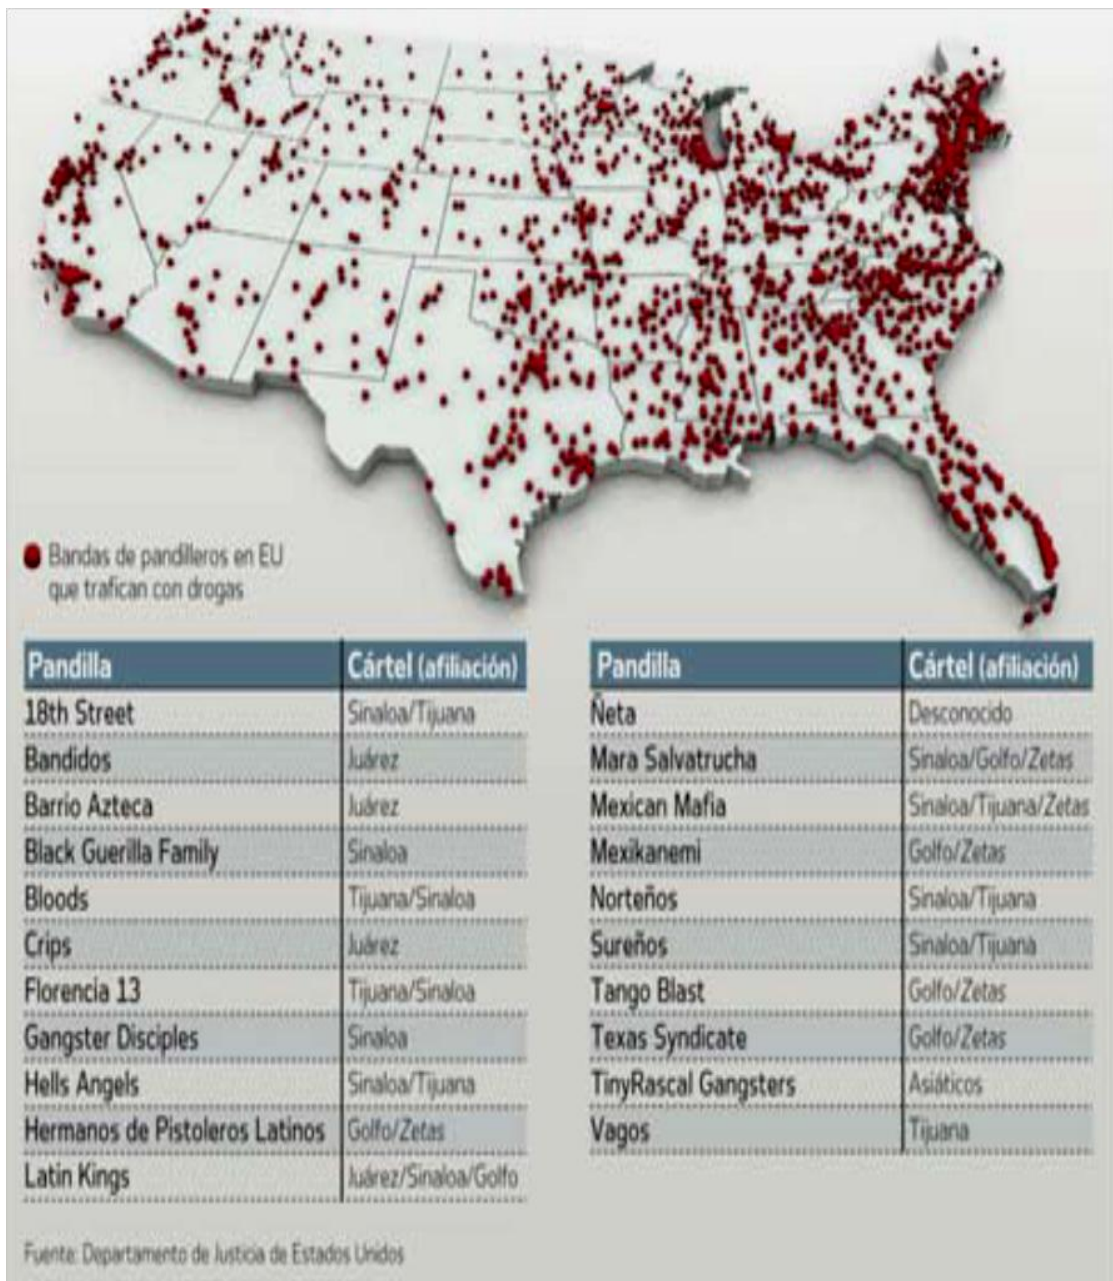 Bandas de pandilleros en EU
que trafican con drogas
Pandilla Cártel (afiliación)
18th Street Sinaloa/Tijuana
Bandidos Juárez
Barrio Azteca Juárez
Black Guerilla Family Sinaloa
Bloods Tijuana/Sinaloa
Crips Juárez
Florencia 13 Tijuana/Sinaloa
Gangster Disciples Sinaloa
Hells Angels Sinaloa/Tijuana
Hermanos de Pistoleros Latinos Golfo/Zetas
Latin Kings Juárez/Sinaloa/Golfo
Pandilla Cártel (afiliación)
Ñeta Desconocido
Mara Salvatrucha Sinaloa/Golfo/Zetas
Mexican Mafia Sinaloa/Tijuana/Zetas
Mexikanemi Golfo/Zetas
Norteños Sinaloa/Tijuana
Sureños Sinaloa/Tijuana
Tango Blast Golfo/Zetas
Texas Syndicate Golfo/Zetas
TinyRascal Gangsters Asiáticos
Vagos Tijuana
Fuente: Departamento de Justicia de Estados Unidos